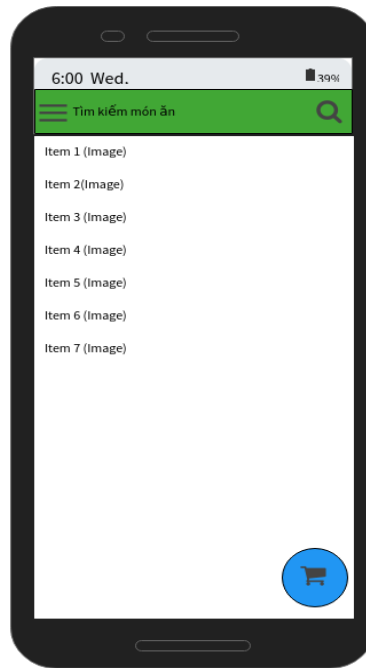 6:00 Wed.
39%
Tìm kiếm món ăn
Item 1 (Image)
Item 2(Image)
Item 3 (Image)
Item 4 (Image)
Item 5 (Image)
Item 6 (Image)
Item 7 (Image)